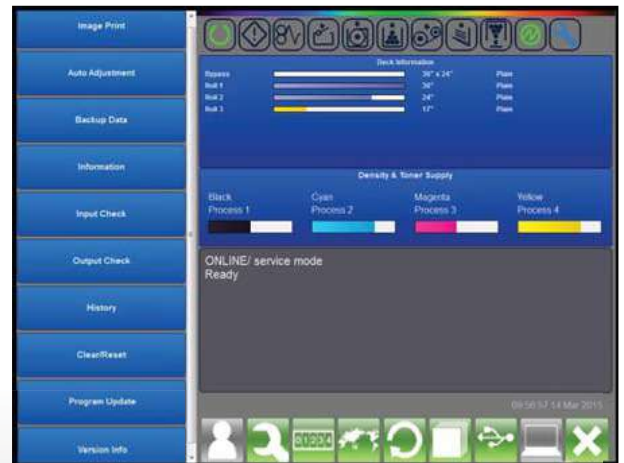 Image Print
Auto Adjustment
Backup Data
Information
Input Check
Output Check
History
Clear/Reset
Program Update
Version Info
Deck Information
Bypass 36" x 24" Plain
Roll 1 36" Plain
Roll 2 24" Plain
Roll 3 17" Plain
Density & Toner Supply
Black Cyan Magenta Yellow
Process 1 Process 2 Process 3 Process 4
ONLINE/ service mode
Ready
09:56:57 14 Mar 2015